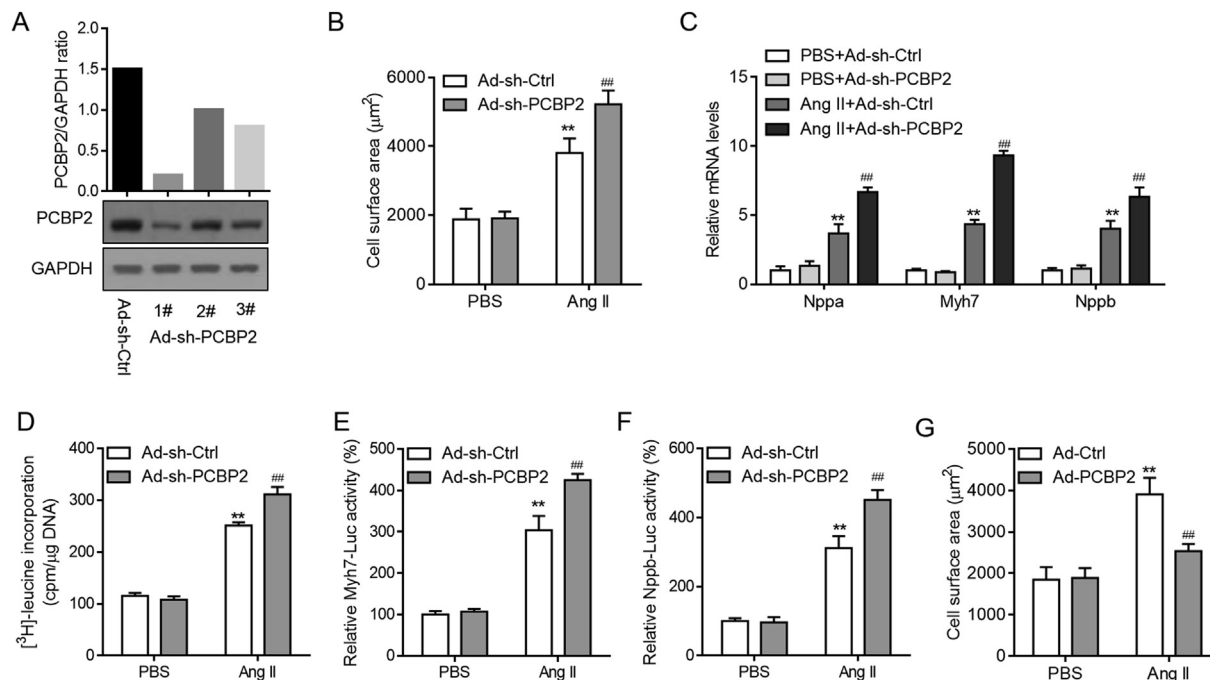 A
PCBP2/GAPDH ratio
2.0
1.5
1.0
0.5
0.0
PCBP2
GAPDH
Ad-sh-Ctrl
1# 2# 3#
Ad-sh-PCBP2
B
Cell surface area (μm²)
6000
4000
2000
0
Ad-sh-Ctrl
Ad-sh-PCBP2
**
##
PBS Ang II
C
PBS+Ad-sh-Ctrl
PBS+Ad-sh-PCBP2
Ang II+Ad-sh-Ctrl
Ang II+Ad-sh-PCBP2
Relative mRNA levels
15
10
5
0
** ## ** ## ** ##
Nppa Myh7 Nppb
D
[³H]-leucine incorporation
(cpm/μg DNA)
400
300
200
100
0
Ad-sh-Ctrl
Ad-sh-PCBP2
**
##
PBS Ang II
E
Relative Myh7-Luc activity (%)
500
400
300
200
100
0
Ad-sh-Ctrl
Ad-sh-PCBP2
**
##
PBS Ang II
F
Relative Nppb-Luc activity (%)
600
400
200
0
Ad-sh-Ctrl
Ad-sh-PCBP2
**
##
PBS Ang II
G
Cell surface area (μm²)
5000
4000
3000
2000
1000
0
Ad-Ctrl
Ad-PCBP2
**
##
PBS Ang II